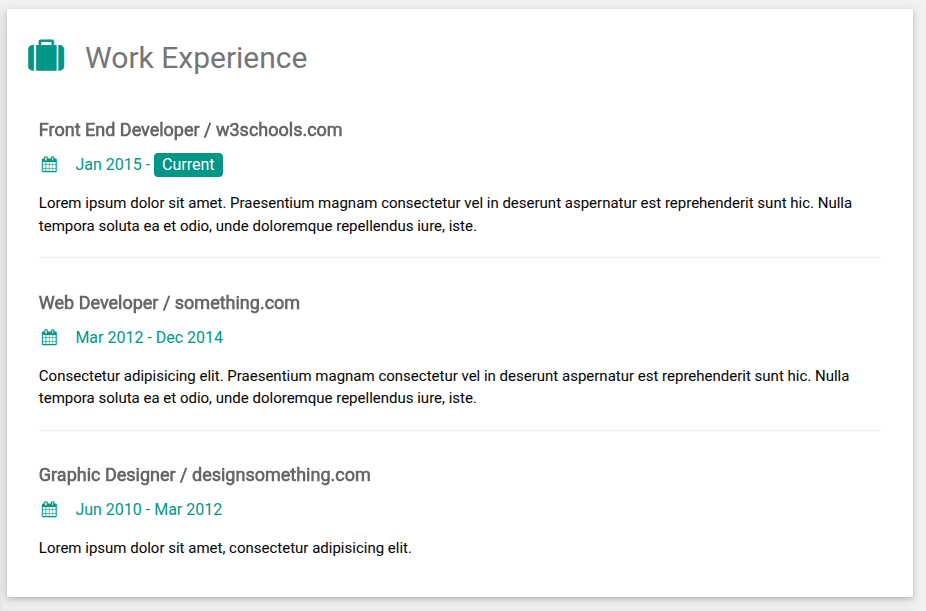 Work Experience
Front End Developer / w3schools.com
Jan 2015 - Current
Lorem ipsum dolor sit amet. Praesentium magnam consectetur vel in deserunt aspernatur est reprehenderit sunt hic. Nulla
tempora soluta ea et odio, unde doloremque repellendus iure, iste.
Web Developer / something.com
Mar 2012 - Dec 2014
Consectetur adipisicing elit. Praesentium magnam consectetur vel in deserunt aspernatur est reprehenderit sunt hic. Nulla
tempora soluta ea et odio, unde doloremque repellendus iure, iste.
Graphic Designer / designsomething.com
Jun 2010 - Mar 2012
Lorem ipsum dolor sit amet, consectetur adipisicing elit.